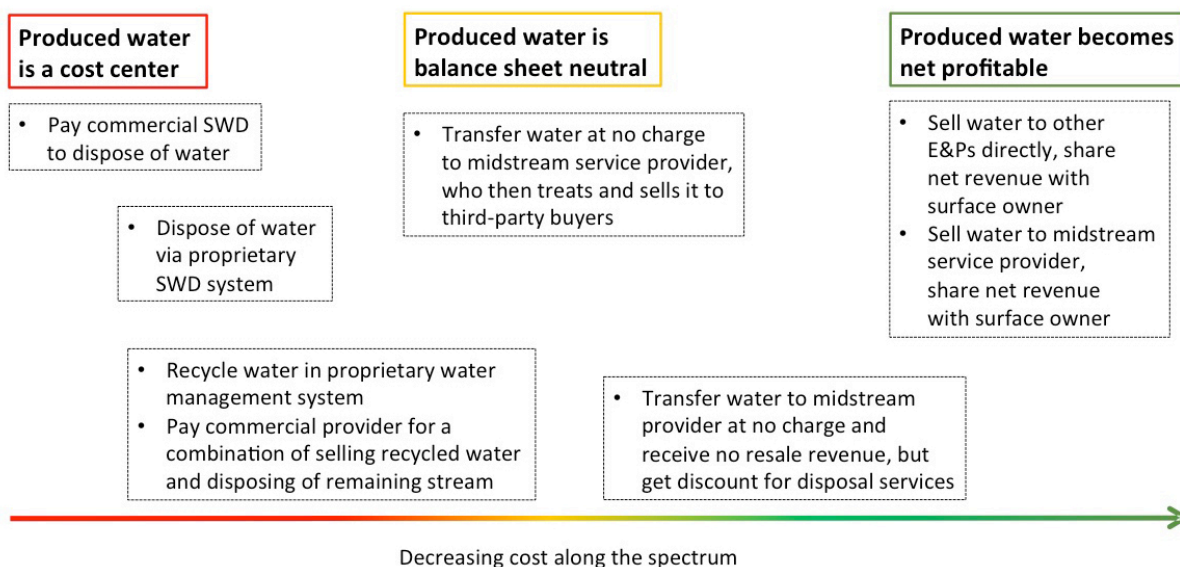 Produced water
is a cost center
Produced water is
balance sheet neutral
Produced water becomes
net profitable
• Pay commercial SWD
to dispose of water
• Dispose of water
via proprietary
SWD system
• Recycle water in proprietary water
management system
• Pay commercial provider for a
combination of selling recycled water
and disposing of remaining stream
• Transfer water at no charge
to midstream service provider,
who then treats and sells it to
third-party buyers
• Transfer water to midstream
provider at no charge and
receive no resale revenue, but
get discount for disposal services
• Sell water to other
E&Ps directly, share
net revenue with
surface owner
• Sell water to midstream
service provider,
share net revenue
with surface owner
Decreasing cost along the spectrum